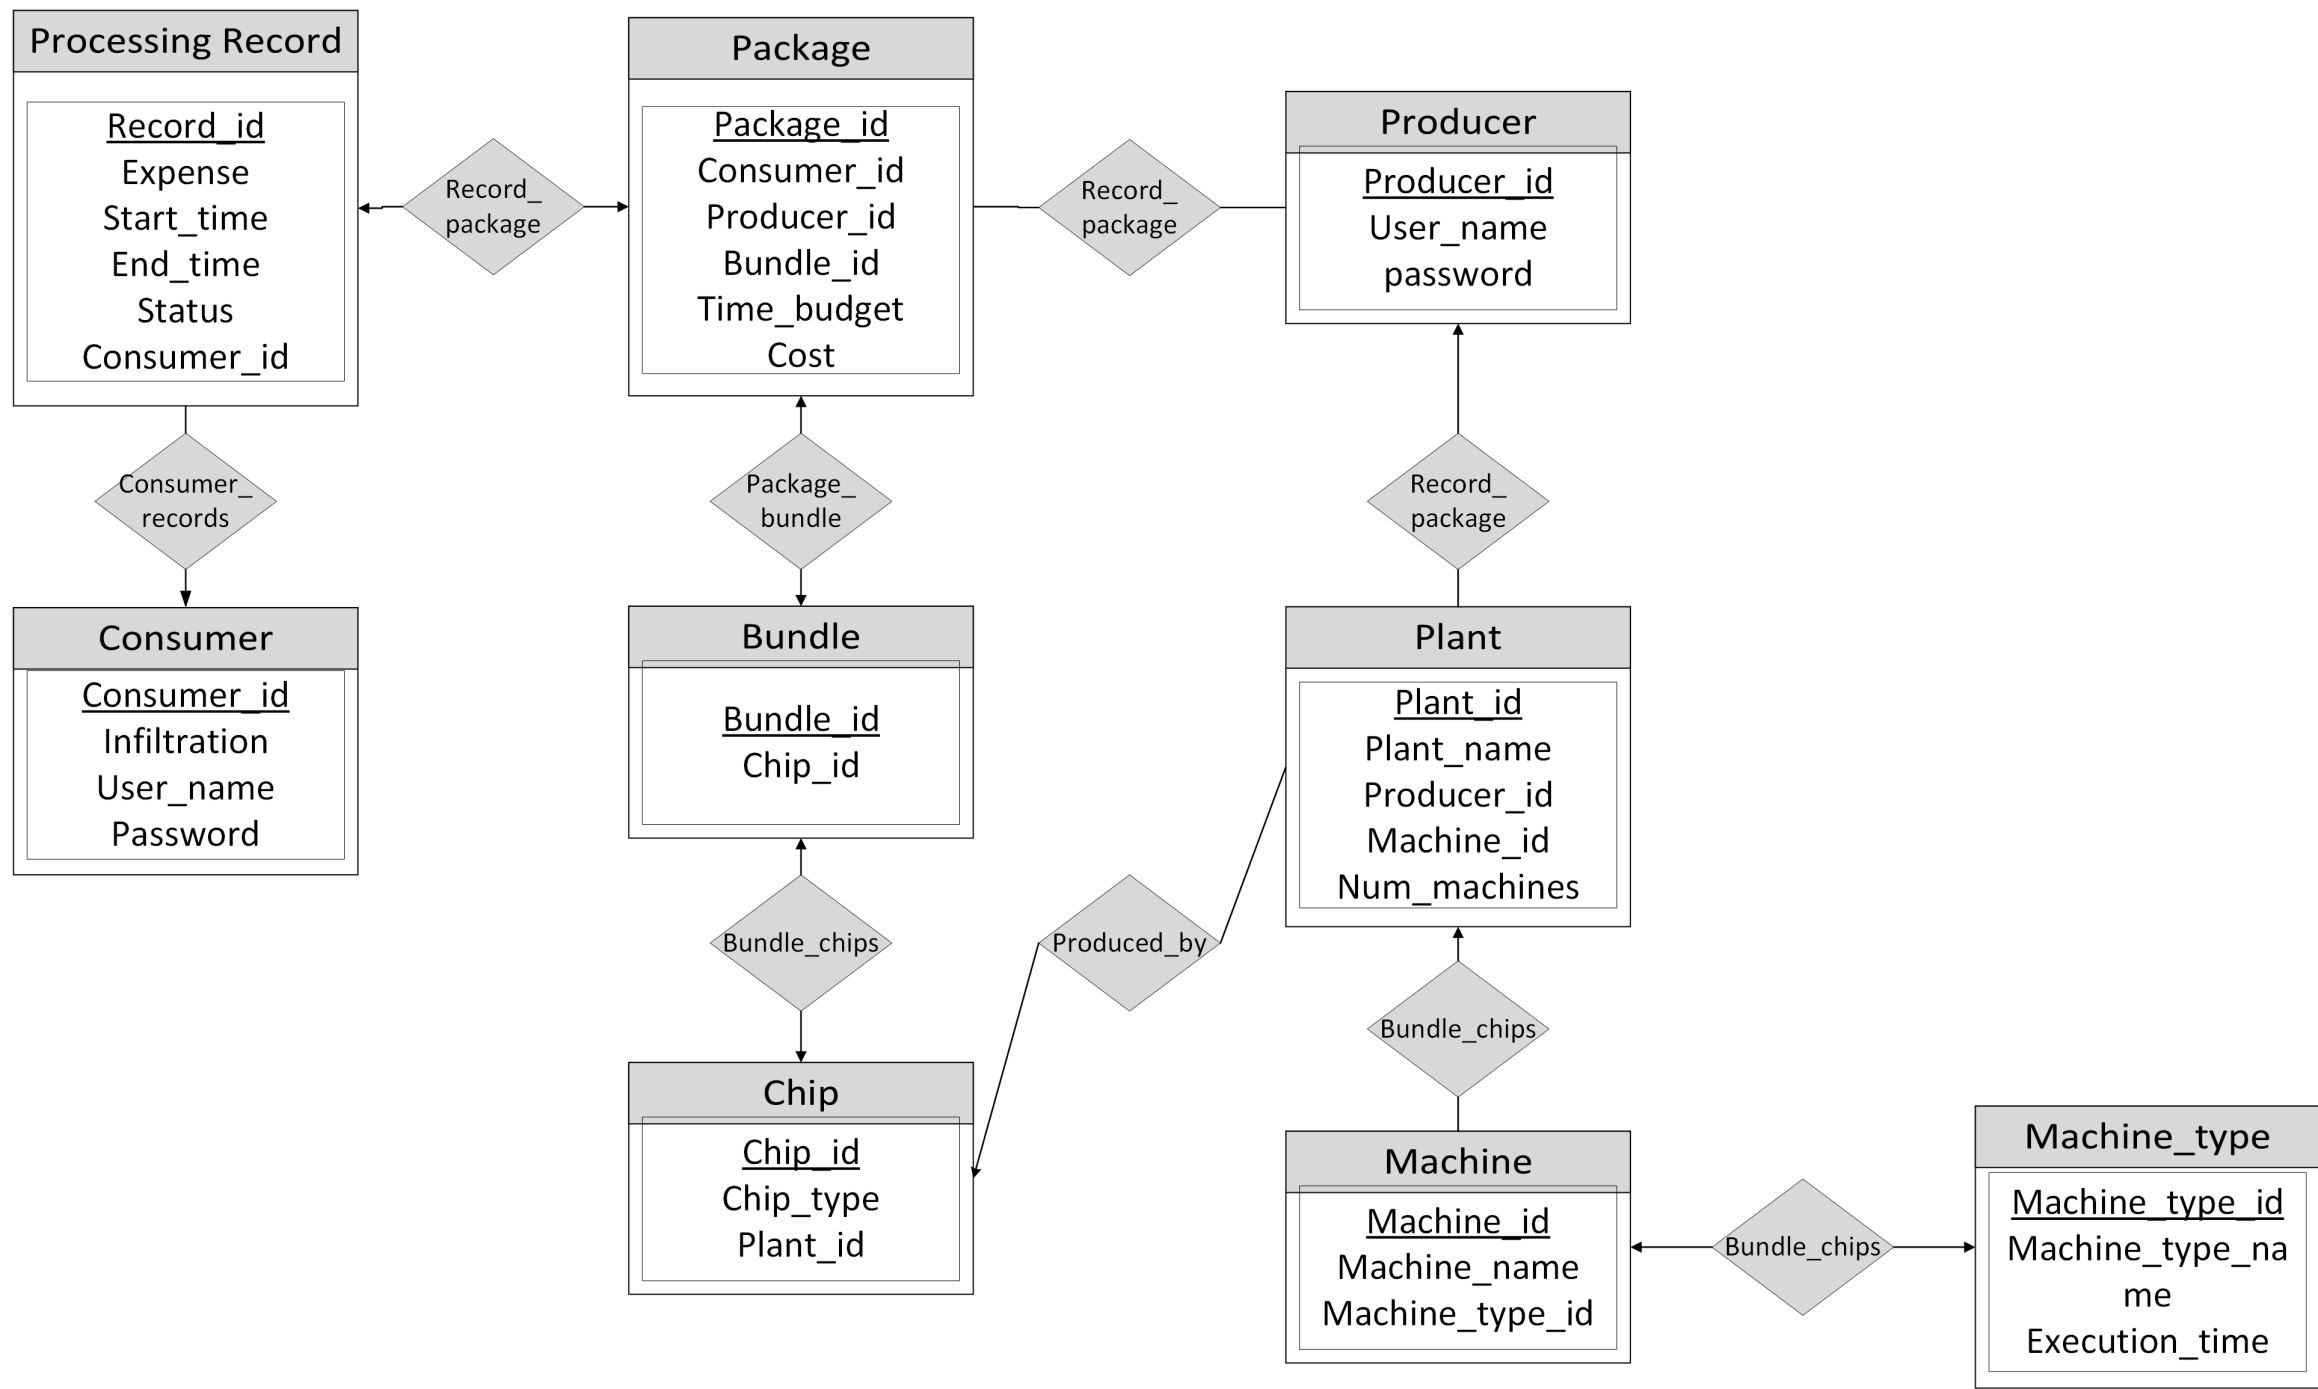 Processing Record
Record_id
Expense
Start_time
End_time
Status
Consumer_id
Record_
package
Package
Package_id
Consumer_id
Producer_id
Bundle_id
Time_budget
Cost
Record_
package
Producer
Producer_id
User_name
password
Consumer_
records
Package_
bundle
Record_
package
Consumer
Consumer_id
Infiltration
User_name
Password
Bundle
Bundle_id
Chip_id
Plant
Plant_id
Plant_name
Producer_id
Machine_id
Num_machines
Bundle_chips
Produced_by
Bundle_chips
Chip
Chip_id
Chip_type
Plant_id
Machine
Machine_id
Machine_name
Machine_type_id
Bundle_chips
Machine_type
Machine_type_id
Machine_type_na
me
Execution_time